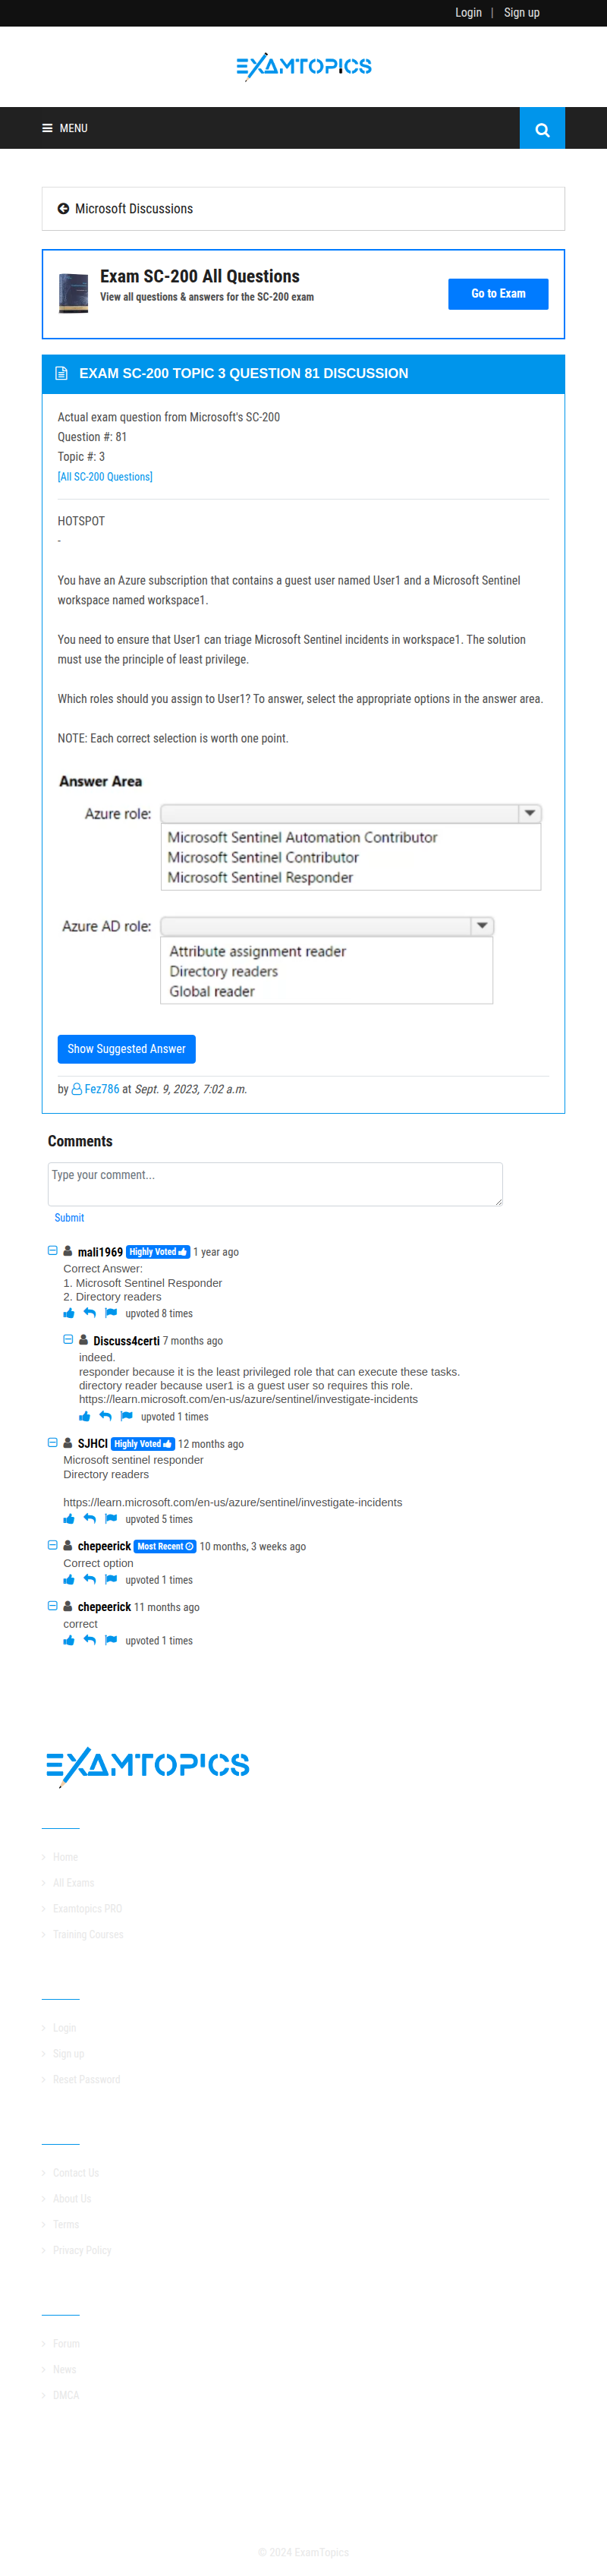 Login | Sign up
EXAMTOPICS
MENU
Microsoft Discussions
Exam SC-200 All Questions
View all questions & answers for the SC-200 exam
Go to Exam
EXAM SC-200 TOPIC 3 QUESTION 81 DISCUSSION
Actual exam question from Microsoft's SC-200
Question #: 81
Topic #: 3
[All SC-200 Questions]
HOTSPOT
-
You have an Azure subscription that contains a guest user named User1 and a Microsoft Sentinel
workspace named workspace1.
You need to ensure that User1 can triage Microsoft Sentinel incidents in workspace1. The solution
must use the principle of least privilege.
Which roles should you assign to User1? To answer, select the appropriate options in the answer area.
NOTE: Each correct selection is worth one point.
Answer Area
Azure role:
Microsoft Sentinel Automation Contributor
Microsoft Sentinel Contributor
Microsoft Sentinel Responder
Azure AD role:
Attribute assignment reader
Directory readers
Global reader
Show Suggested Answer
by Fez786 at Sept. 9, 2023, 7:02 a.m.
Comments
Type your comment...
Submit
mali1969 Highly Voted 1 year ago
Correct Answer:
1. Microsoft Sentinel Responder
2. Directory readers
upvoted 8 times
Discuss4certi 7 months ago
indeed.
responder because it is the least privileged role that can execute these tasks.
directory reader because user1 is a guest user so requires this role.
https://learn.microsoft.com/en-us/azure/sentinel/investigate-incidents
upvoted 1 times
SJHCI Highly Voted 12 months ago
Microsoft sentinel responder
Directory readers
https://learn.microsoft.com/en-us/azure/sentinel/investigate-incidents
upvoted 5 times
chepeerick Most Recent 10 months, 3 weeks ago
Correct option
upvoted 1 times
chepeerick 11 months ago
correct
upvoted 1 times
EXAMTOPICS
Home
All Exams
Examtopics PRO
Training Courses
Login
Sign up
Reset Password
Contact Us
About Us
Terms
Privacy Policy
Forum
News
DMCA
© 2024 ExamTopics